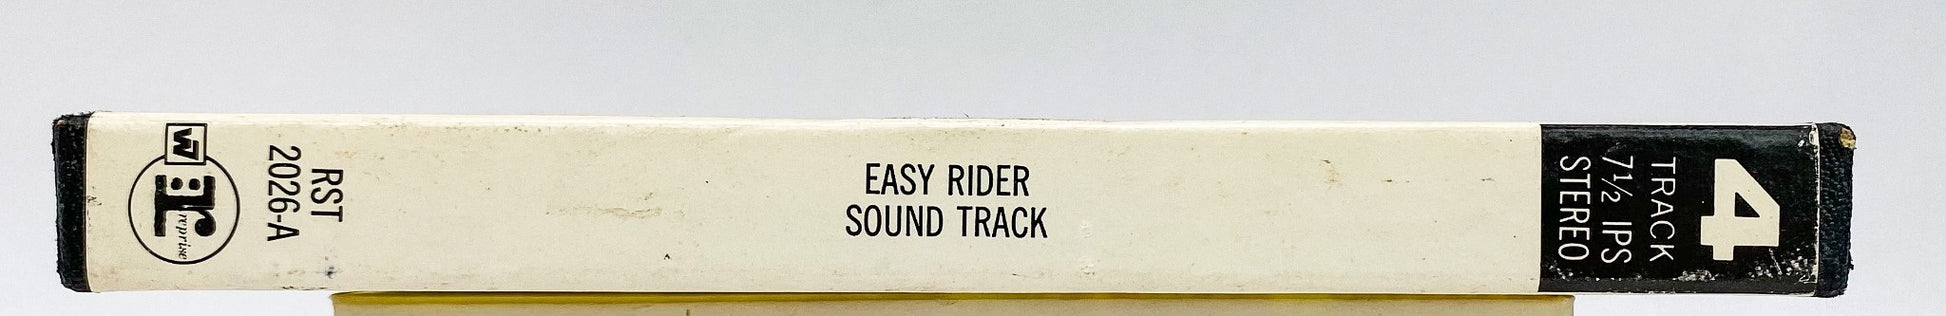 W
r:
reprise
RST
2026-A
EASY RIDER
SOUND TRACK
4
TRACK
7½ IPS
STEREO